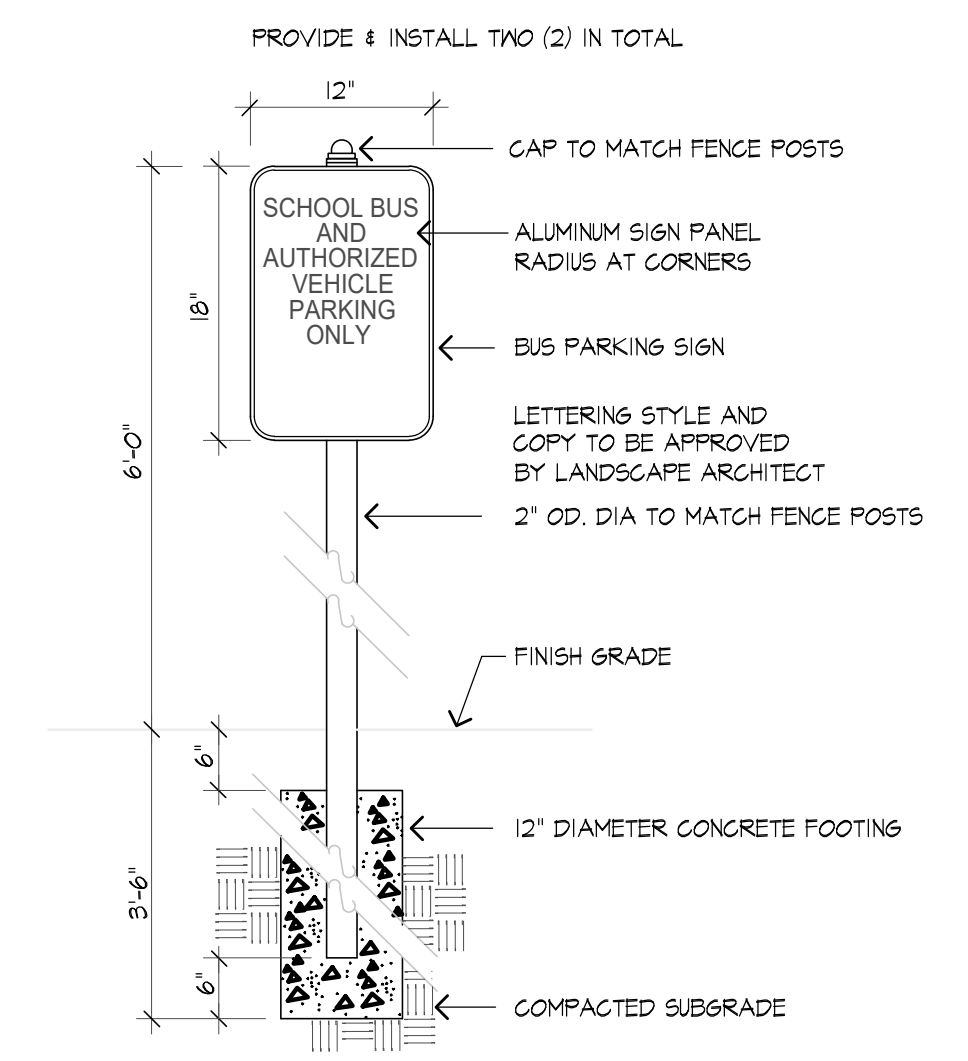 PROVIDE & INSTALL TWO (2) IN TOTAL
12"
CAP TO MATCH FENCE POSTS
SCHOOL BUS
AND
AUTHORIZED
VEHICLE
PARKING
ONLY
ALUMINUM SIGN PANEL
RADIUS AT CORNERS
18"
BUS PARKING SIGN
6'-0"
LETTERING STYLE AND
COPY TO BE APPROVED
BY LANDSCAPE ARCHITECT
2" OD. DIA TO MATCH FENCE POSTS
FINISH GRADE
6"
12" DIAMETER CONCRETE FOOTING
3'-6"
6"
COMPACTED SUBGRADE